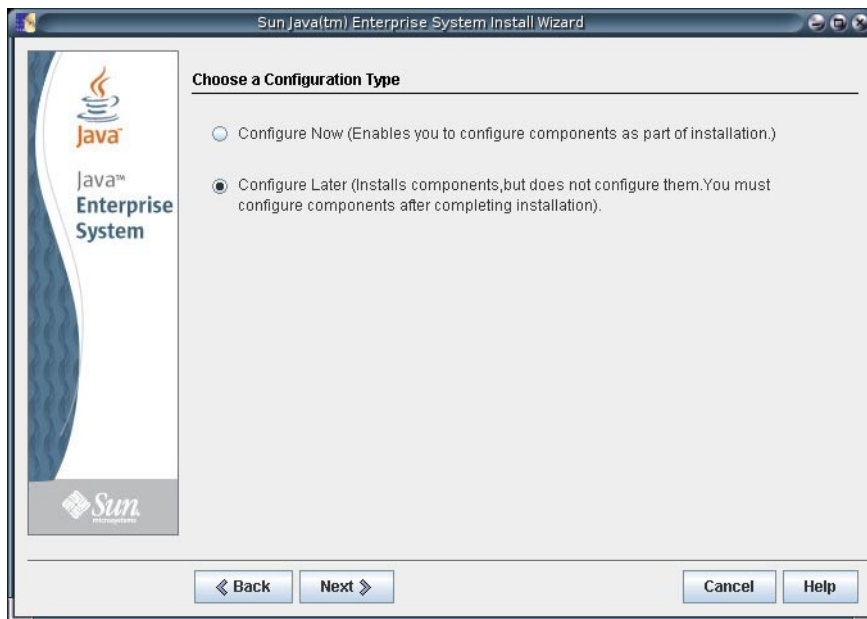 Sun Java(tm) Enterprise System Install Wizard
Java™
Java™
Enterprise
System
Sun
microsystems
Choose a Configuration Type
Configure Now (Enables you to configure components as part of installation.)
Configure Later (Installs components,but does not configure them.You must
configure components after completing installation).
Back
Next
Cancel
Help